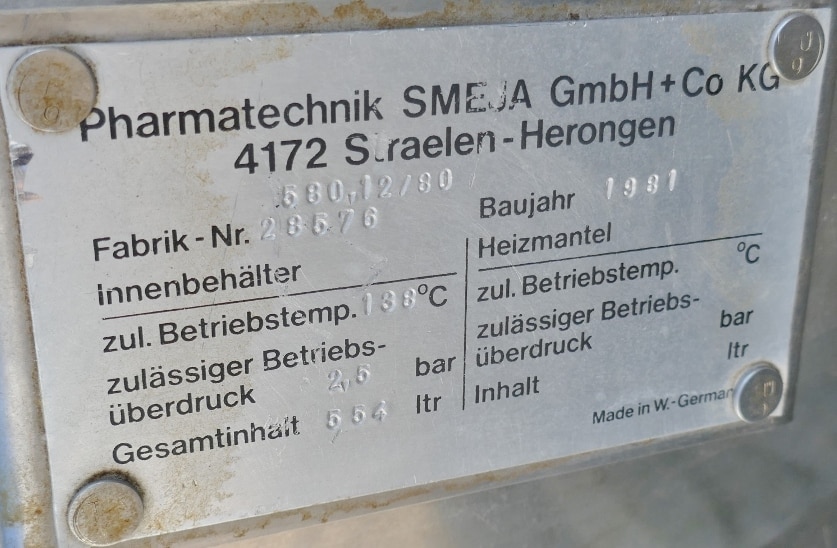 Pharmatechnik SMEJA GmbH + Co KG
4172 Straelen - Herongen
580,12/80
Fabrik - Nr. 28576
Baujahr 1981
Innenbehälter
zul. Betriebstemp. 138 °C
zulässiger Betriebs-
überdruck 2,5 bar
Gesamtinhalt 554 ltr
Heizmantel
zul. Betriebstemp. °C
zulässiger Betriebs-
überdruck bar
Inhalt ltr
Made in W.-German